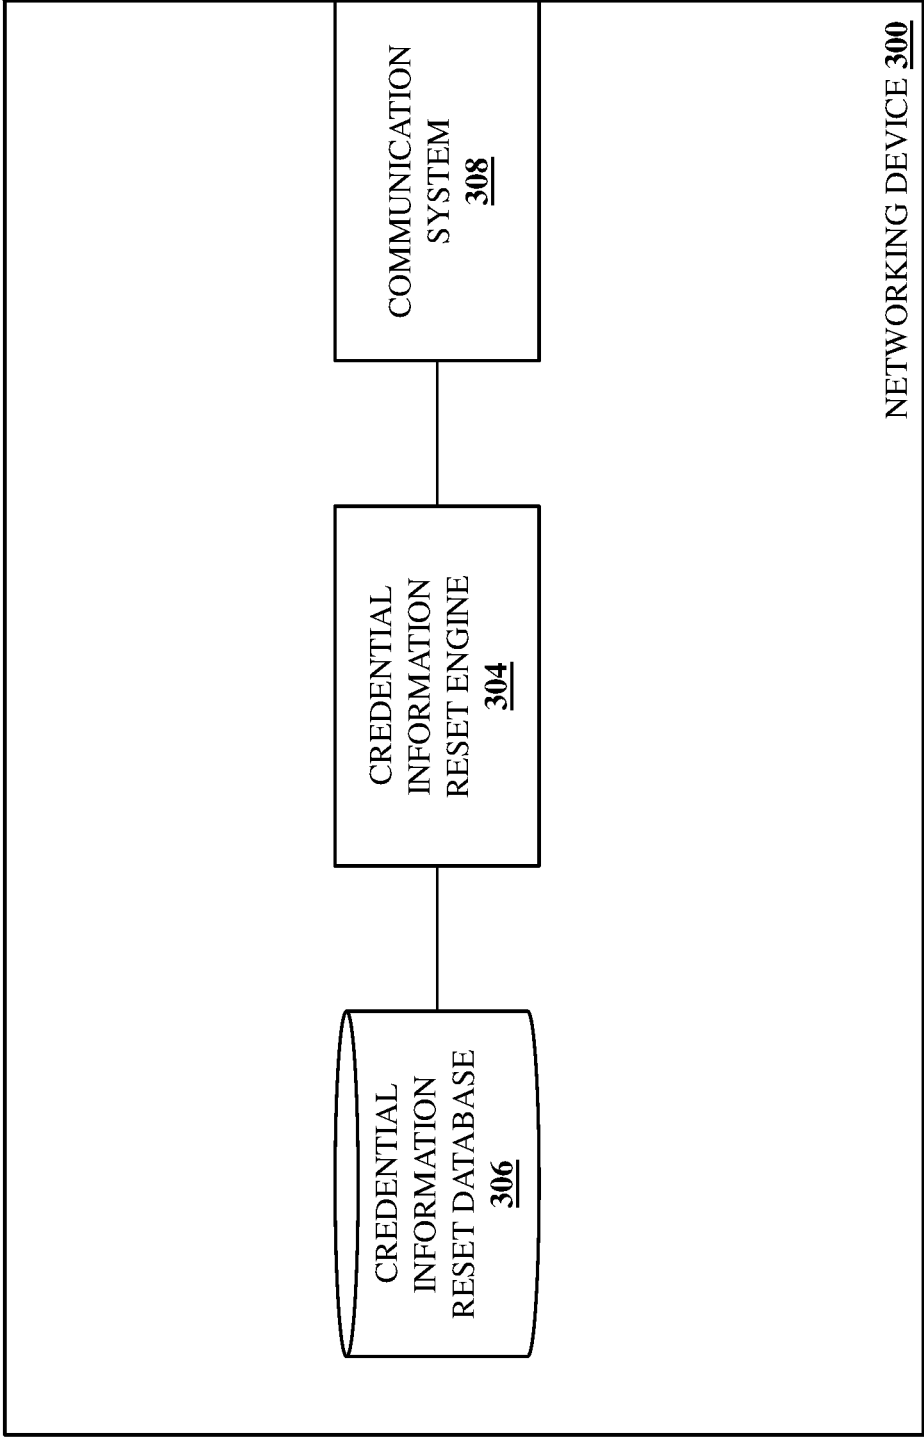 CREDENTIAL
INFORMATION
RESET DATABASE
306
CREDENTIAL
INFORMATION
RESET ENGINE
304
COMMUNICATION
SYSTEM
308
NETWORKING DEVICE 300